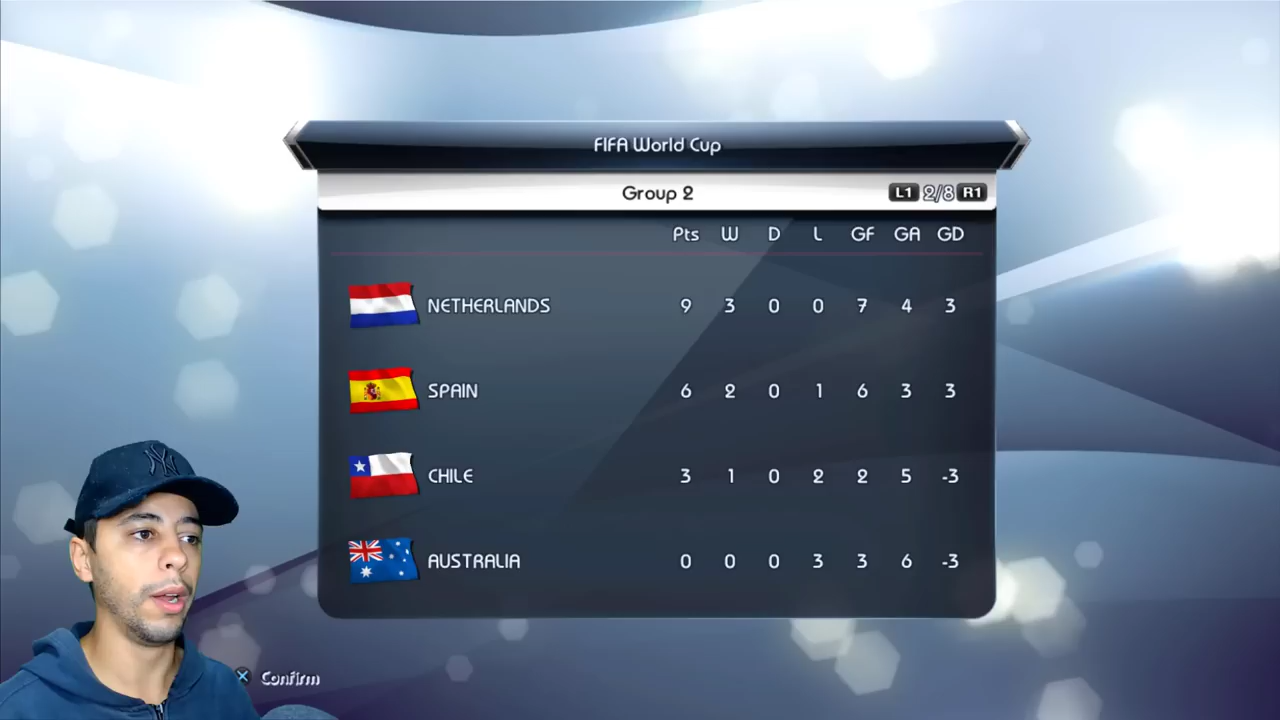 FIFA World Cup
Group 2 L1 2/8 R1
Pts W D L GF GA GD
NETHERLANDS 9 3 0 0 7 4 3
SPAIN 6 2 0 1 6 3 3
CHILE 3 1 0 2 2 5 -3
AUSTRALIA 0 0 0 3 3 6 -3
NY
Confirm